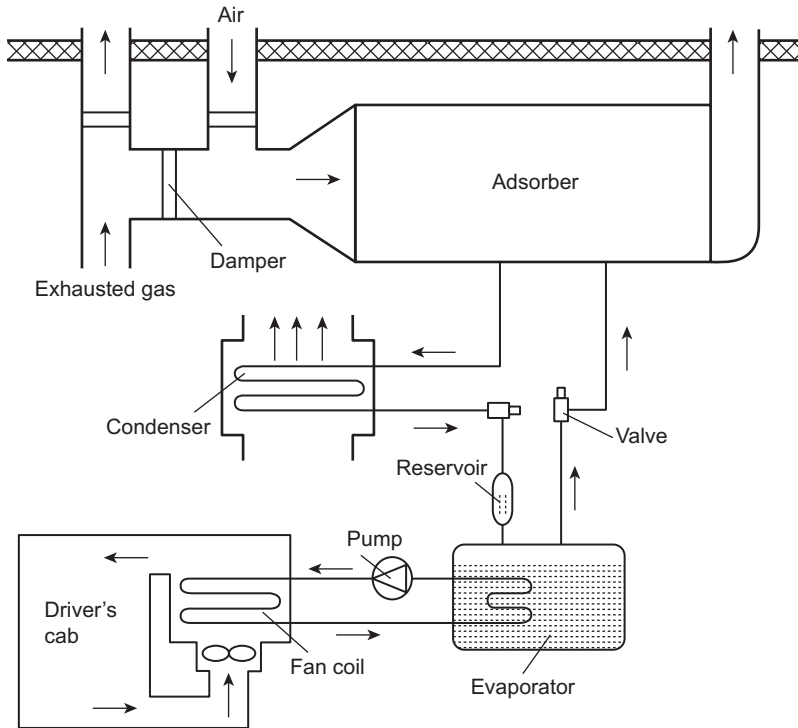 Air
Adsorber
Damper
Exhausted gas
Condenser
Valve
Reservoir
Pump
Driver's
cab
Fan coil
Evaporator